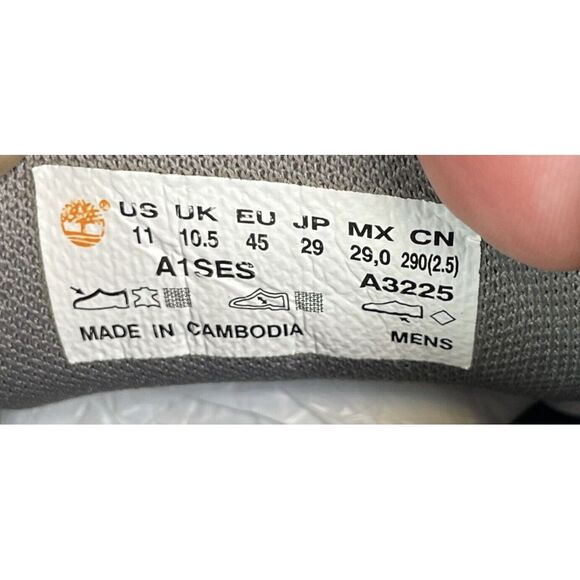 ® US UK EU JP MX CN
11 10.5 45 29 29,0 290(2.5)
A1SES A3225
MADE IN CAMBODIA MENS